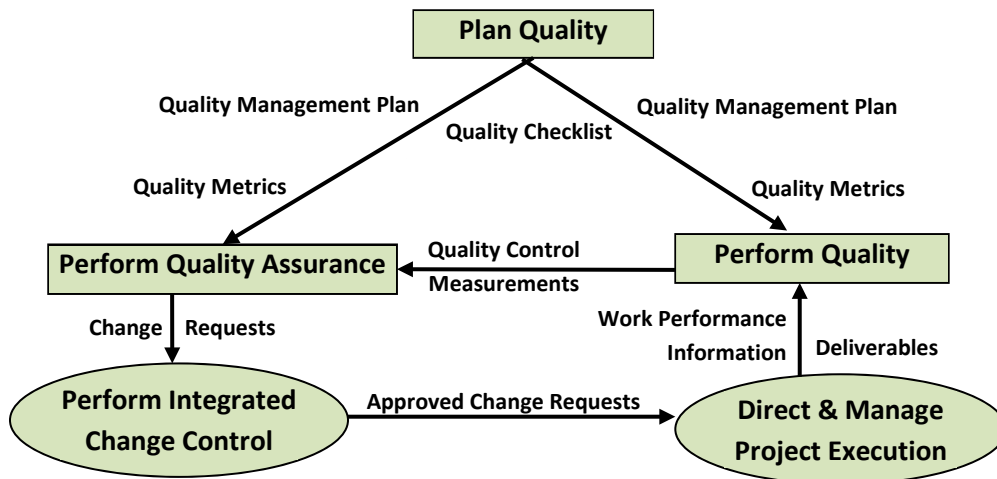 Plan Quality
Quality Management Plan
Quality Management Plan
Quality Checklist
Quality Metrics
Quality Metrics
Perform Quality Assurance
Quality Control
Measurements
Perform Quality
Change Requests
Work Performance
Information
Deliverables
Perform Integrated
Change Control
Approved Change Requests
Direct & Manage
Project Execution